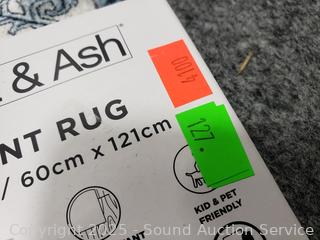 & Ash
NT RUG
/ 60cm x 121cm
4100
127.
KID & PET
FRIENDLY
Copyright 2025 - Sound Auction Service